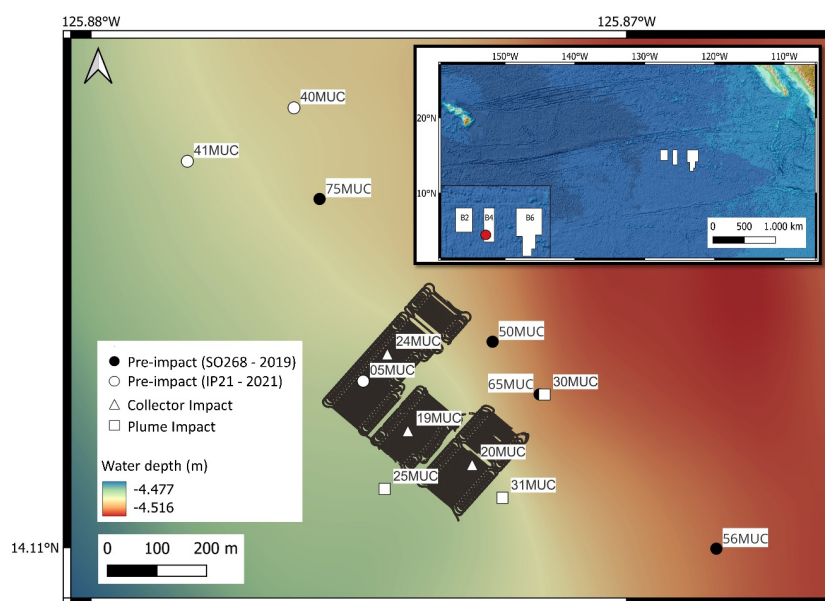 125.88°W
125.87°W
150°W
140°W
130°W
120°W
110°W
20°N
10°N
B2
B4
B6
0 500 1.000 km
40MUC
41MUC
75MUC
24MUC
05MUC
50MUC
65MUC
30MUC
19MUC
20MUC
25MUC
31MUC
56MUC
Pre-impact (SO268 - 2019)
Pre-impact (IP21 - 2021)
Collector Impact
Plume Impact
Water depth (m)
-4.477
-4.516
0 100 200 m
14.11°N